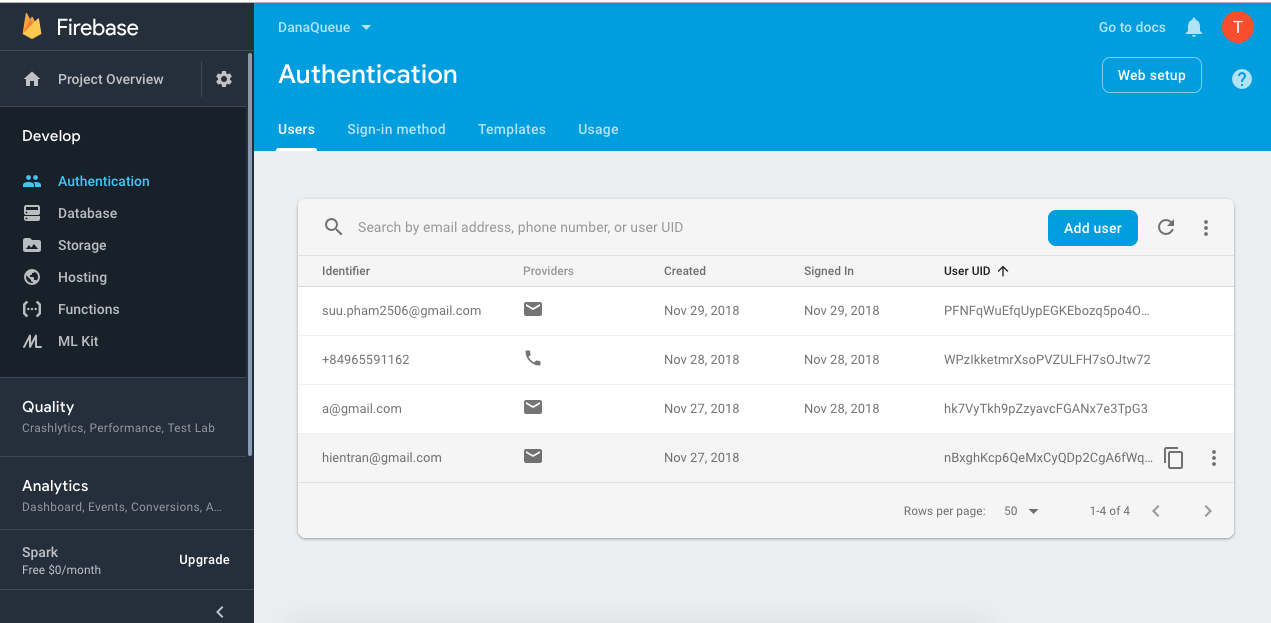 Firebase
DanaQueue
Go to docs
T
Project Overview
Authentication
Web setup
?
Develop
Users Sign-in method Templates Usage
Authentication
Database
Storage
Hosting
Functions
ML Kit
Quality
Crashlytics, Performance, Test Lab
Analytics
Dashboard, Events, Conversions, A...
Spark
Free $0/month
Upgrade
Search by email address, phone number, or user UID
Add user
Identifier Providers Created Signed In User UID
suu.pham2506@gmail.com Nov 29, 2018 Nov 29, 2018 PFNFqWuEfqUypEGKEbozq5po4O...
+84965591162 Nov 28, 2018 Nov 28, 2018 WPzIkketmrXsoPVZULFH7sOJtw72
a@gmail.com Nov 27, 2018 Nov 28, 2018 hk7VyTkh9pZzyavcFGANx7e3TpG3
hientran@gmail.com Nov 27, 2018 nBxghKcp6QeMxCyQDp2CgA6fWq...
Rows per page: 50 1-4 of 4